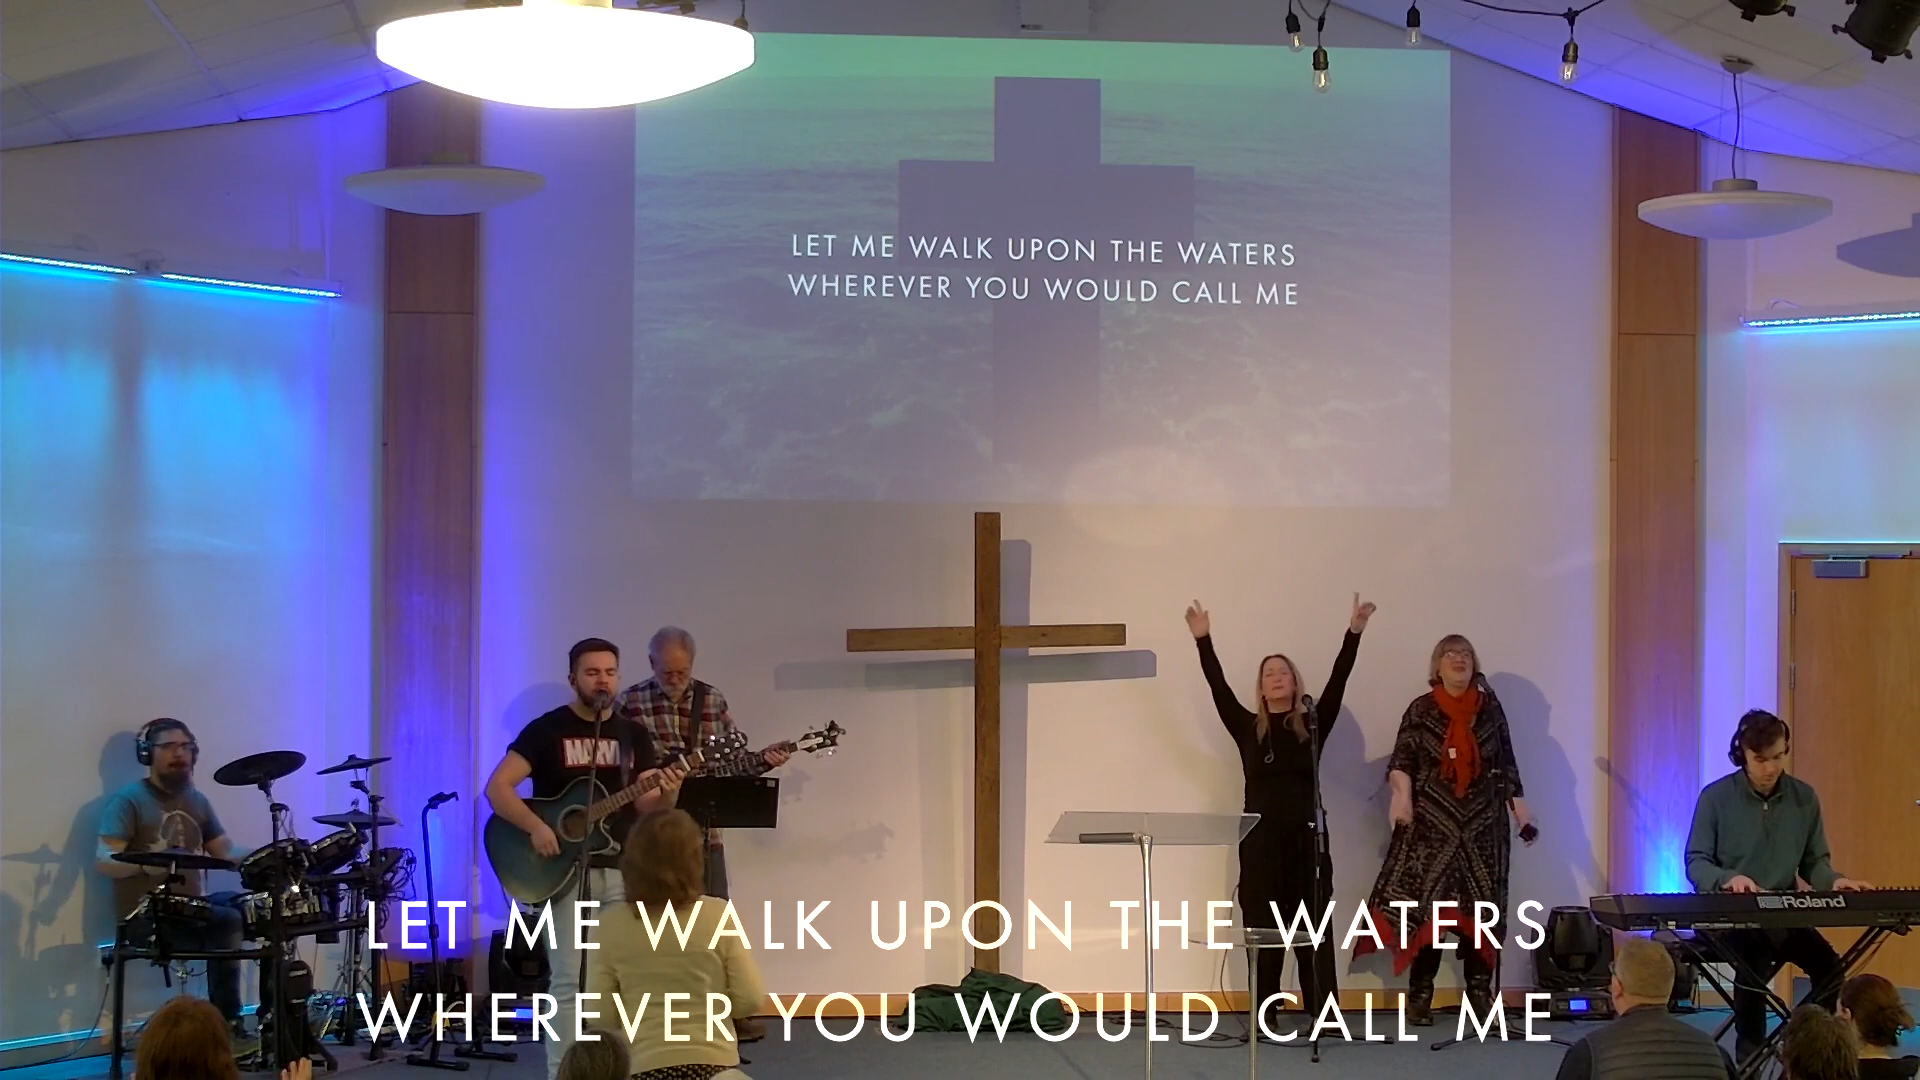 LET ME WALK UPON THE WATERS
WHEREVER YOU WOULD CALL ME
Roland
LET ME WALK UPON THE WATERS
WHEREVER YOU WOULD CALL ME